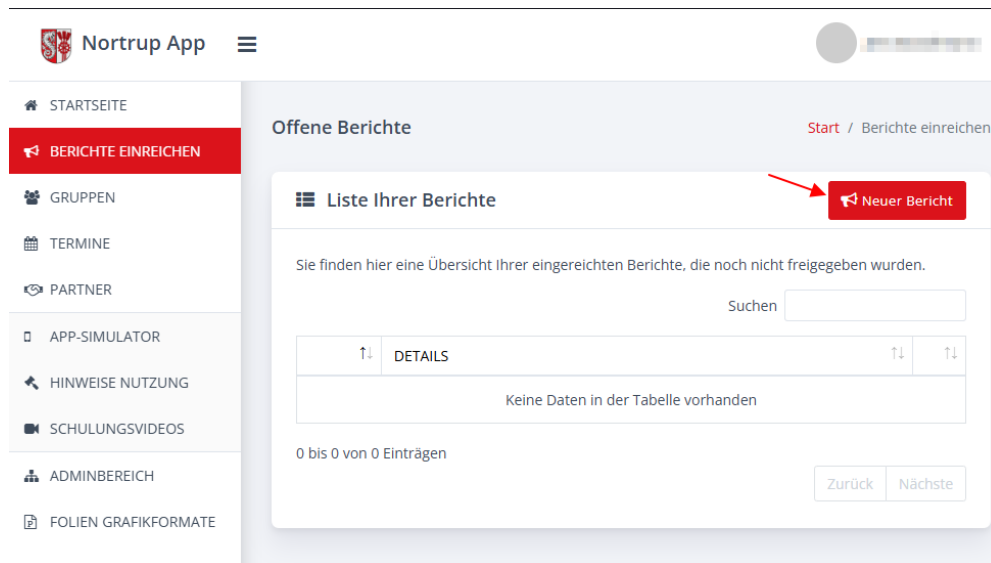 Nortrup App
STARTSEITE
BERICHTE EINREICHEN
GRUPPEN
TERMINE
PARTNER
APP-SIMULATOR
HINWEISE NUTZUNG
SCHULUNGSVIDEOS
ADMINBEREICH
FOLIEN GRAFIKFORMATE
Offene Berichte
Start / Berichte einreichen
Liste Ihrer Berichte
Neuer Bericht
Sie finden hier eine Übersicht Ihrer eingereichten Berichte, die noch nicht freigegeben wurden.
Suchen
DETAILS
Keine Daten in der Tabelle vorhanden
0 bis 0 von 0 Einträgen
Zurück Nächste